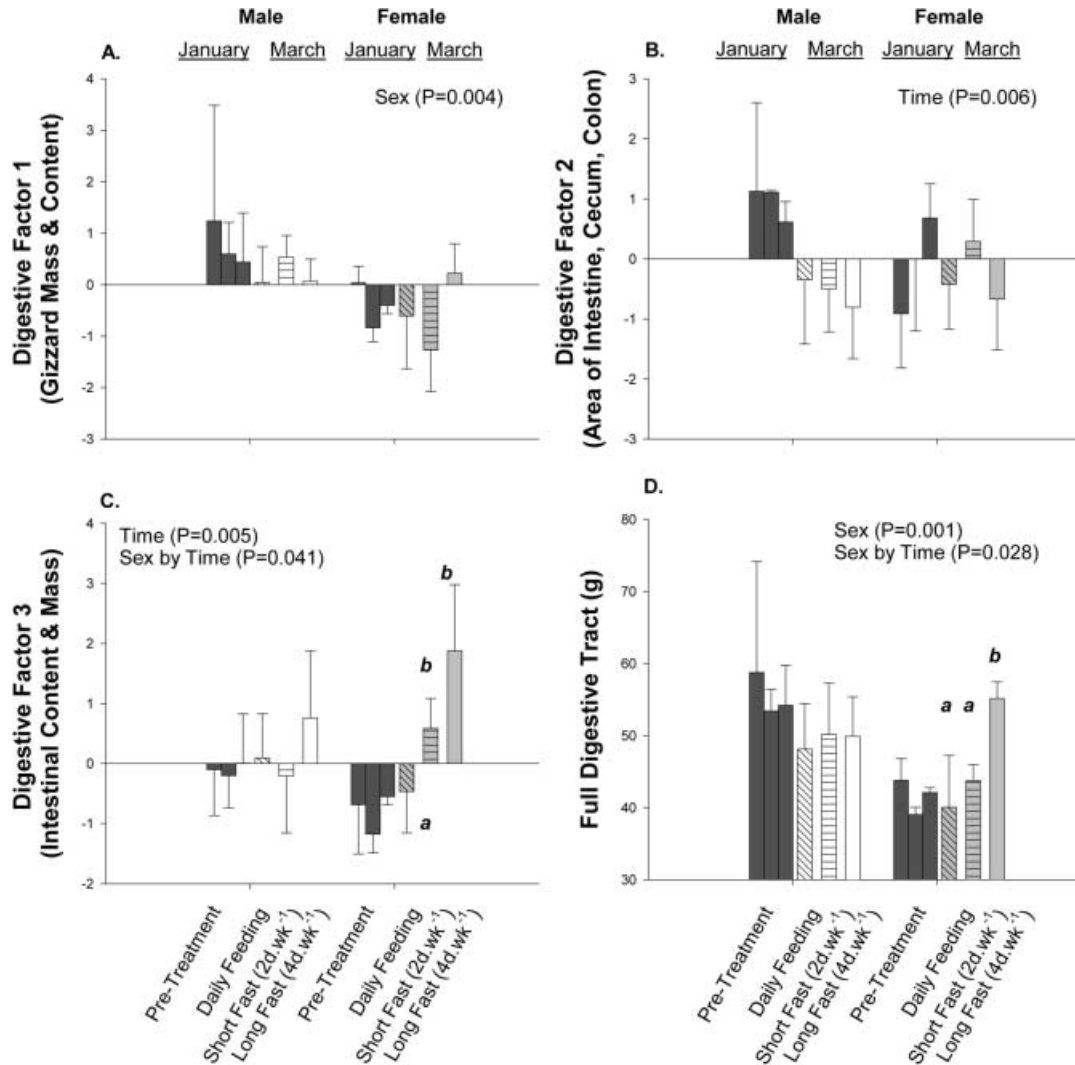 Male Female
A. January March January March
Sex (P=0.004)
Digestive Factor 1
(Gizzard Mass & Content)
4
3
2
1
0
-1
-2
-3
Male Female
B. January March January March
Time (P=0.006)
Digestive Factor 2
(Area of Intestine, Cecum, Colon)
3
2
1
0
-1
-2
-3
C.
Time (P=0.005)
Sex by Time (P=0.041)
Digestive Factor 3
(Intestinal Content & Mass)
4
3
2
1
0
-1
-2
b
b
a
Pre-Treatment
Daily Feeding
Short Fast (2d.wk⁻¹)
Long Fast (4d.wk⁻¹)
Pre-Treatment
Daily Feeding
Short Fast (2d.wk⁻¹)
Long Fast (4d.wk⁻¹)
D.
Sex (P=0.001)
Sex by Time (P=0.028)
Full Digestive Tract (g)
80
70
60
50
40
30
b
a a
Pre-Treatment
Daily Feeding
Short Fast (2d.wk⁻¹)
Long Fast (4d.wk⁻¹)
Pre-Treatment
Daily Feeding
Short Fast (2d.wk⁻¹)
Long Fast (4d.wk⁻¹)